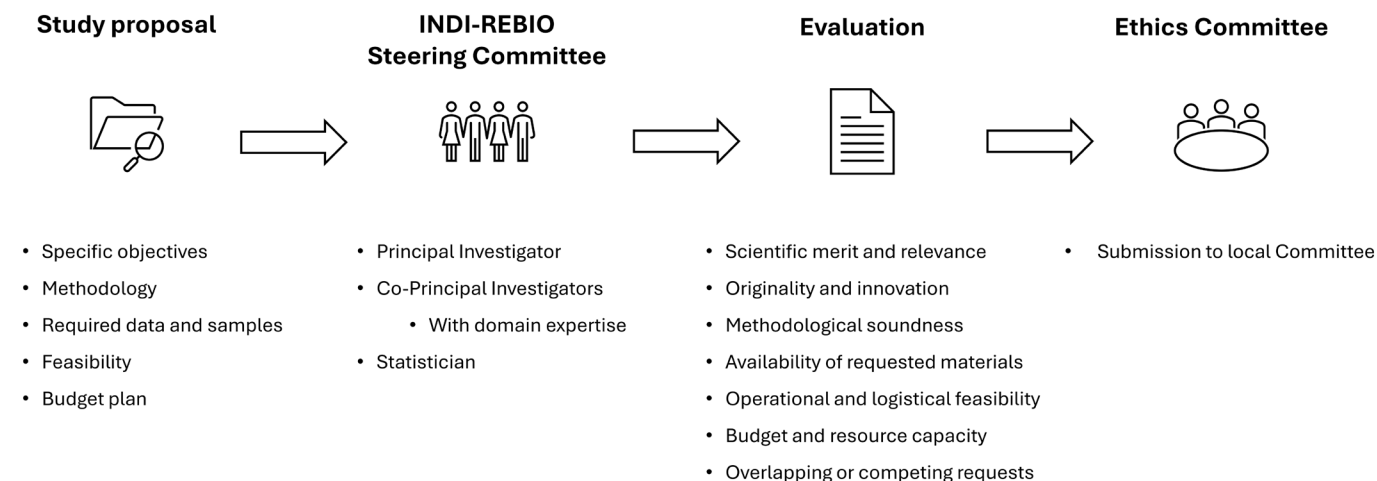 Study proposal
INDI-REBIO
Steering Committee
Evaluation
Ethics Committee
• Specific objectives
• Methodology
• Required data and samples
• Feasibility
• Budget plan
• Principal Investigator
• Co-Principal Investigators
• With domain expertise
• Statistician
• Scientific merit and relevance
• Originality and innovation
• Methodological soundness
• Availability of requested materials
• Operational and logistical feasibility
• Budget and resource capacity
• Overlapping or competing requests
• Submission to local Committee